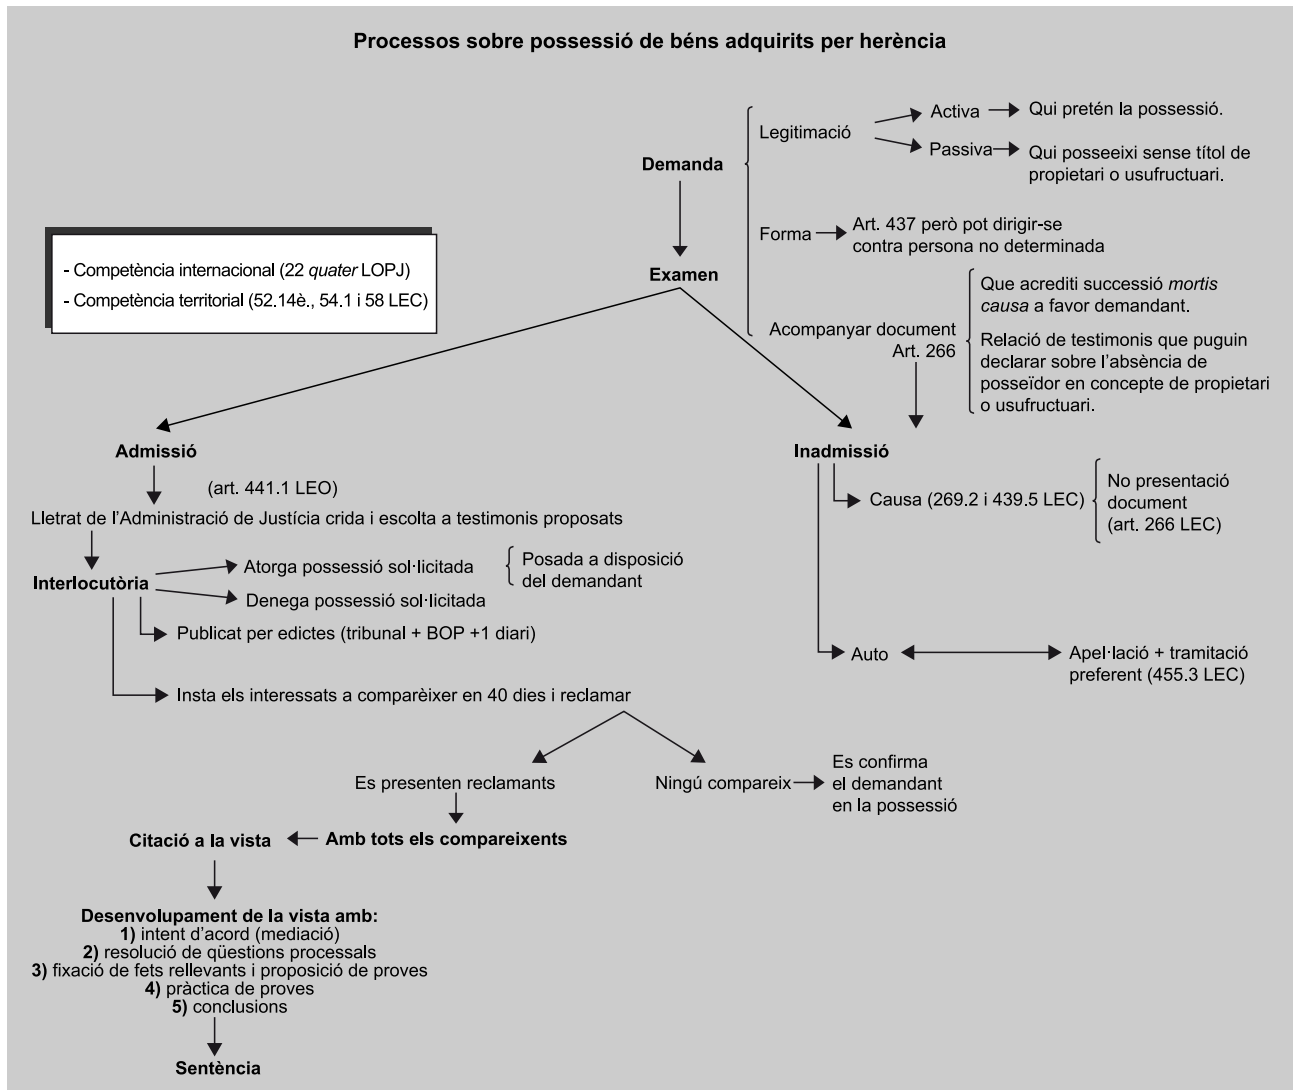 Processos sobre possessió de béns adquirits per herència
Demanda
Legitimació
Activa
Qui pretén la possessió.
Passiva
Qui posseeixi sense títol de
propietari o usufructuari.
Forma
Art. 437 però pot dirigir-se
contra persona no determinada
- Competència internacional (22 quater LOPJ)
- Competència territorial (52.14è., 54.1 i 58 LEC)
Examen
Acompanyar document
Art. 266
Que acrediti successió mortis
causa a favor demandant.
Relació de testimonis que puguin
declarar sobre l’absència de
posseïdor en concepte de propietari
o usufructuari.
Admissió
(art. 441.1 LEO)
Lletrat de l’Administració de Justícia crida i escolta a testimonis proposats
Interlocutòria
Atorga possessió sol·licitada
Posada a disposició
del demandant
Denega possessió sol·licitada
Publicat per edictes (tribunal + BOP +1 diari)
Insta els interessats a comparèixer en 40 dies i reclamar
Inadmissió
Causa (269.2 i 439.5 LEC)
No presentació
document
(art. 266 LEC)
Auto
Apel·lació + tramitació
preferent (455.3 LEC)
Es presenten reclamants
Ningú compareix
Es confirma
el demandant
en la possessió
Citació a la vista
Amb tots els compareixents
Desenvolupament de la vista amb:
1) intent d’acord (mediació)
2) resolució de qüestions processals
3) fixació de fets rellevants i proposició de proves
4) pràctica de proves
5) conclusions
Sentència